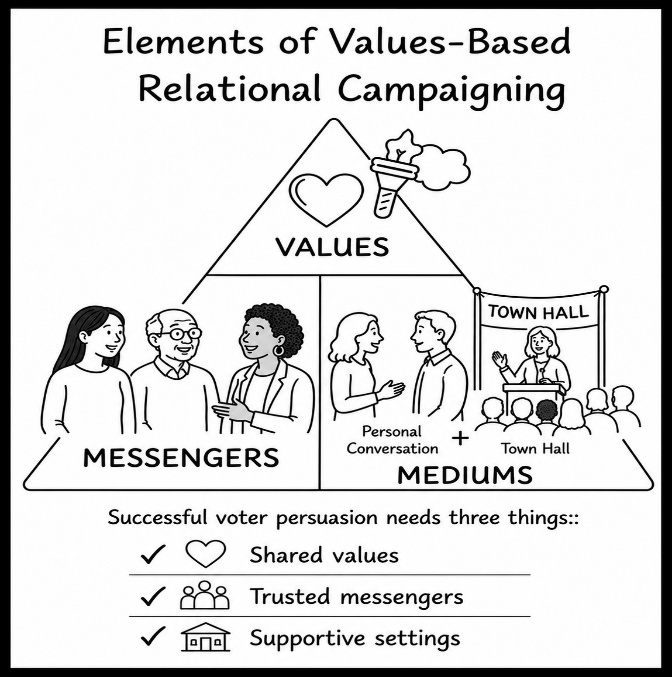 Elements of Values-Based
Relational Campaigning
VALUES
TOWN HALL
Personal
Conversation
+
Town Hall
MESSENGERS
MEDIUMS
Successful voter persuasion needs three things::
Shared values
Trusted messengers
Supportive settings